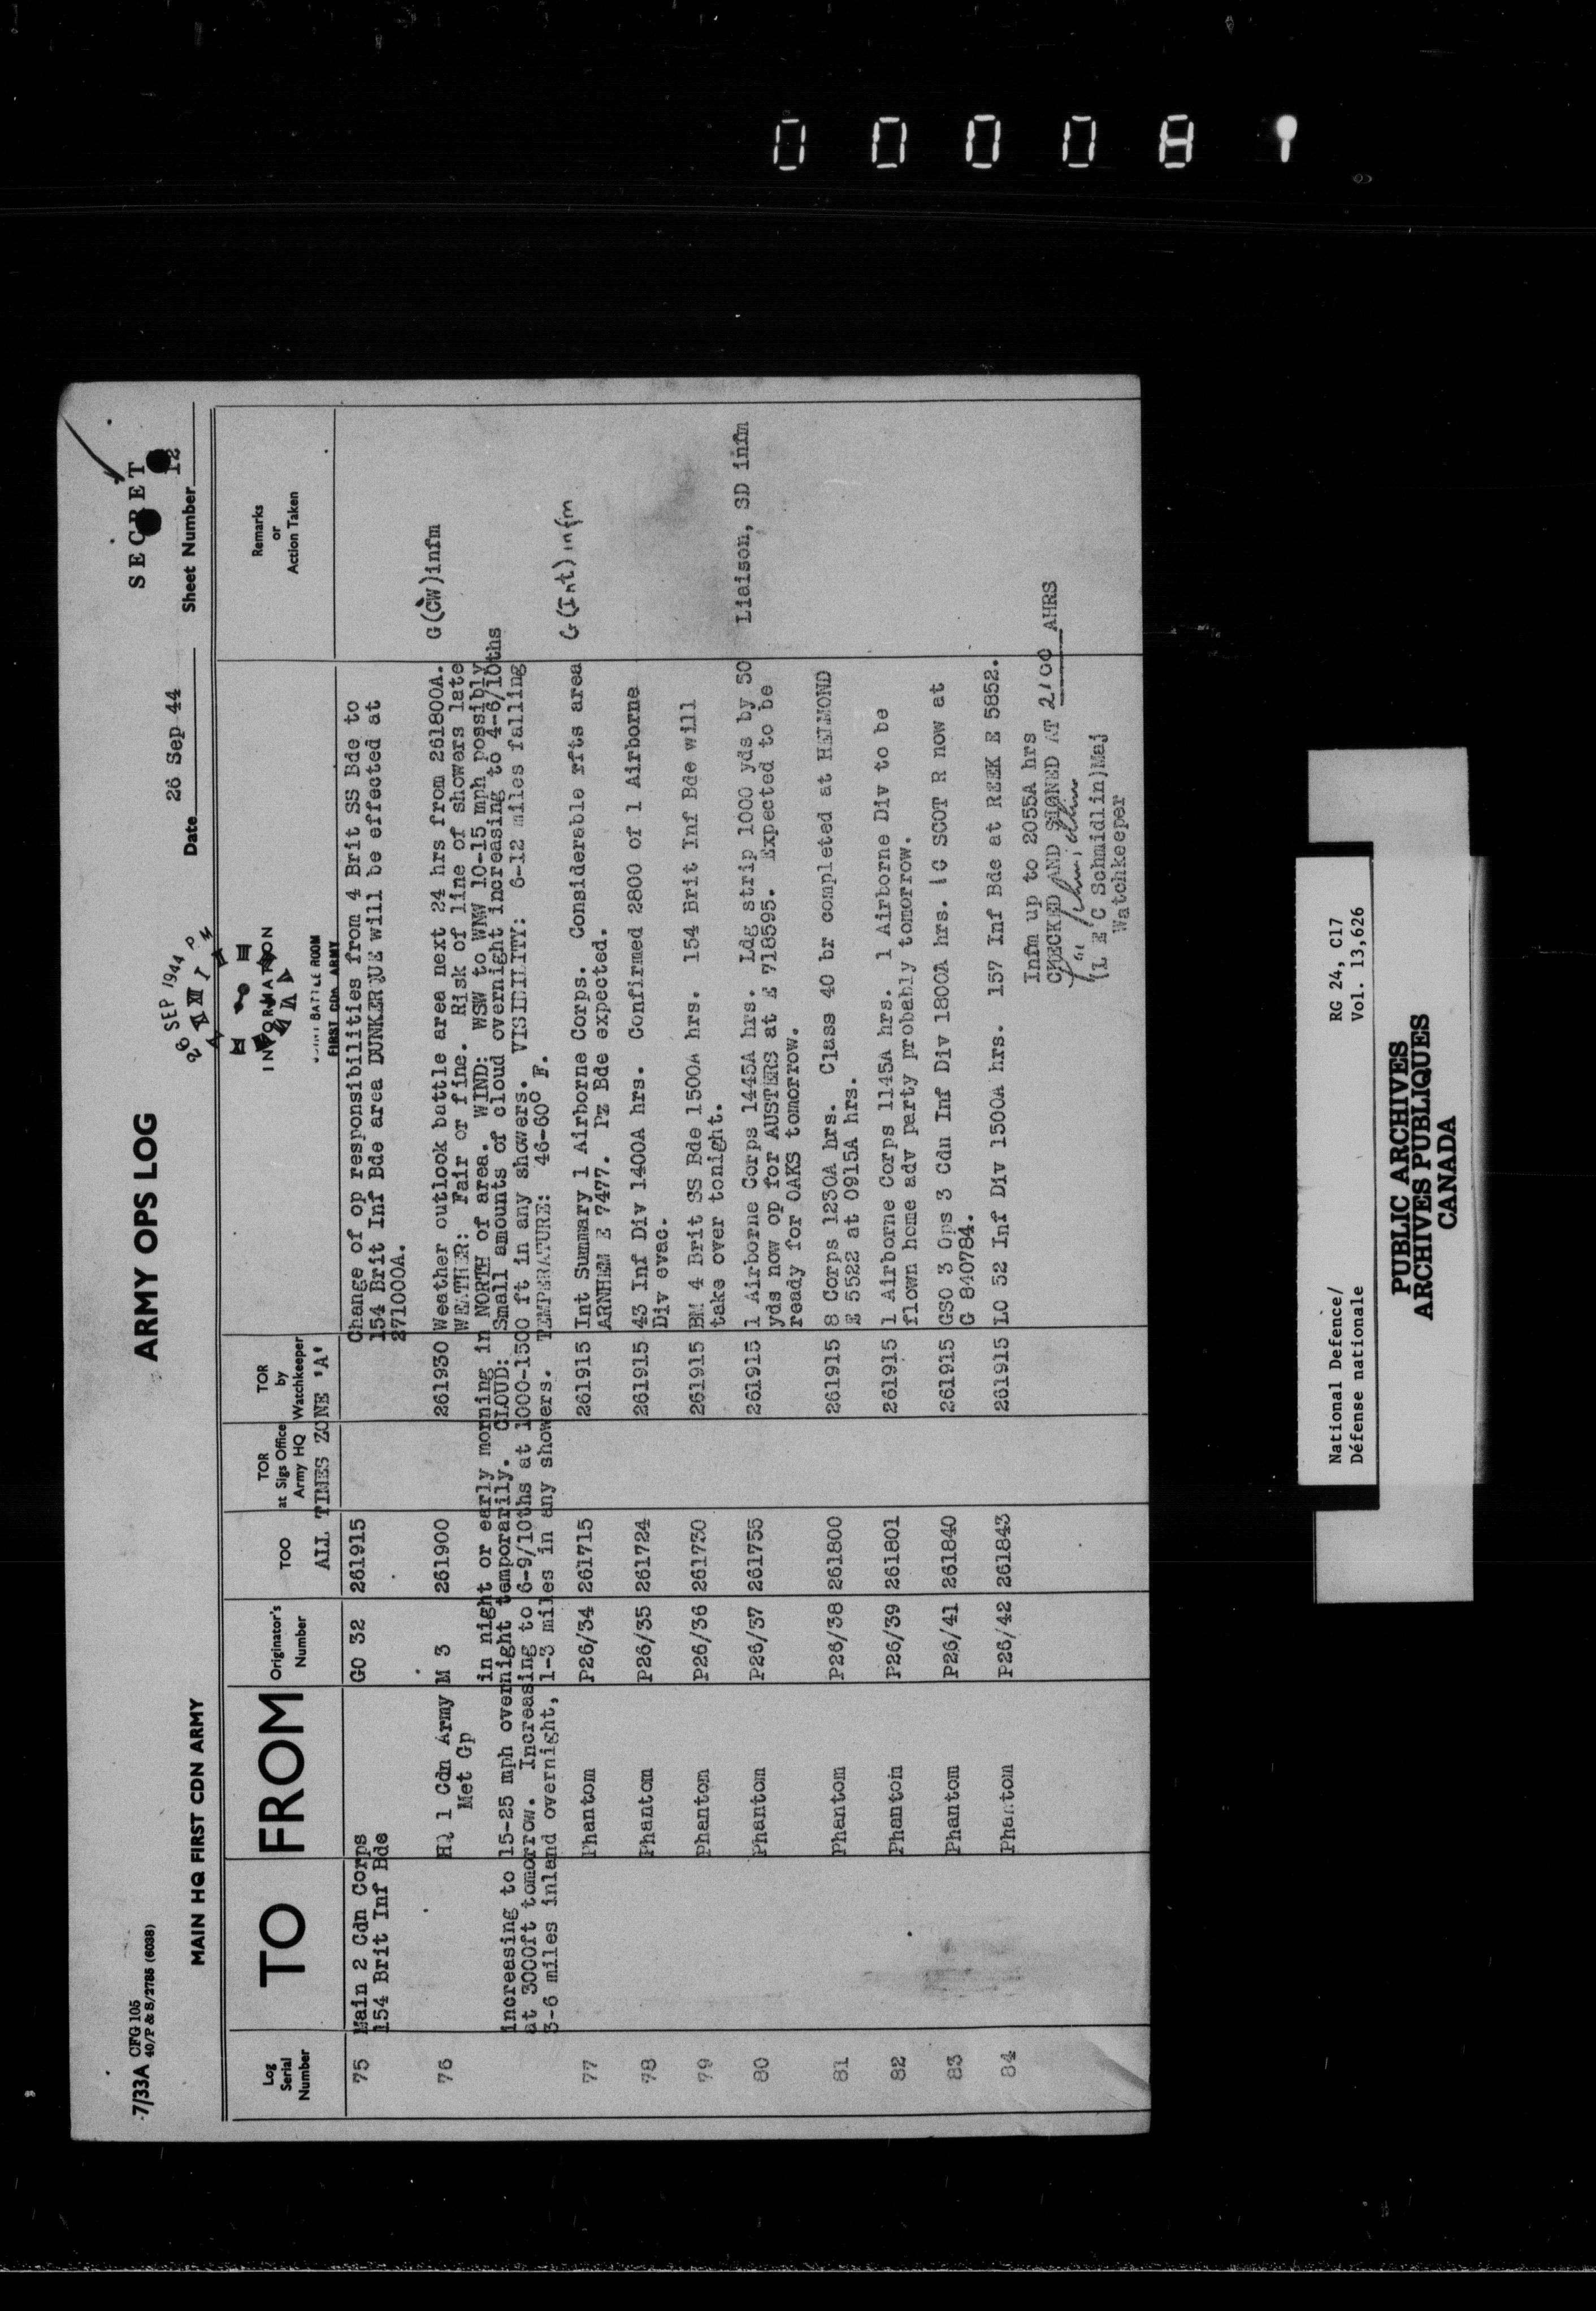 0 0 0 0 8 1
7/33A CFG 105
40/P & S/2785 (6038)
ARMY OPS LOG
SECRET
MAIN HQ FIRST CDN ARMY
26 SEP 1944
INFORMATION
JOINT BATTLE ROOM
FIRST CDN ARMY
Date 26 Sep 44
Sheet Number 12
Log Serial Number
TO
FROM
Originator's Number
TOO
TOR at Sigs Office Army HQ
TOR by Watchkeeper
Remarks or Action Taken
ALL TIMES ZONE 'A'
75 Main 2 Cdn Corps GO 32 261915 Change of op responsibilities from 4 Brit SS Bde to
154 Brit Inf Bde 154 Brit Inf Bde area DUNKERQUE will be effected at
271000A.
76 HQ 1 Cdn Army M 3 261900 261930 Weather outlook battle area next 24 hrs from 261800A. G(CW)infm
Met Gp WEATHER: Fair or fine. Risk of line of showers late
in night or early morning in NORTH of area. WIND: WSW to WNW 10-15 mph possibly
increasing to 15-25 mph overnight temporarily. CLOUD: Small amounts of cloud overnight increasing to 4-6/10ths
at 3000ft tomorrow. Increasing to 6-9/10ths at 1000-1500 ft in any showers. VISIBILITY: 6-12 miles falling
3-6 miles inland overnight, 1-3 miles in any showers. TEMPERATURE: 46-60° F.
77 Phantom P26/34 261715 261915 Int Summary 1 Airborne Corps. Considerable rfts area G(Int)infm
ARNHEM E 7477. Pz Bde expected.
78 Phantom P26/35 261724 261915 43 Inf Div 1400A hrs. Confirmed 2800 of 1 Airborne
Div evac.
79 Phantom P26/36 261730 261915 BM 4 Brit SS Bde 1500A hrs. 154 Brit Inf Bde will
take over tonight.
80 Phantom P26/37 261755 261915 1 Airborne Corps 1445A hrs. Ldg strip 1000 yds by 50 Liaison, SD infm
yds now op for AUSTERS at E 718595. Expected to be
ready for OAKS tomorrow.
81 Phantom P26/38 261800 261915 8 Corps 1230A hrs. Class 40 br completed at HELMOND
E 5522 at 0915A hrs.
82 Phantom P26/39 261801 261915 1 Airborne Corps 1145A hrs. 1 Airborne Div to be
flown home adv party probably tomorrow.
83 Phantom P26/41 261840 261915 GSO 3 Ops 3 Cdn Inf Div 1800A hrs. 1C SCOT R now at
G 840784.
84 Phantom P26/42 261843 261915 LO 52 Inf Div 1500A hrs. 157 Inf Bde at REEK E 5852.
Infm up to 2055A hrs
CHECKED AND SIGNED AT 2100 AHRS
(L E C Schmidlin)Maj
Watchkeeper
National Defence/
Défense nationale
RG 24, C17
Vol. 13,626
PUBLIC ARCHIVES
ARCHIVES PUBLIQUES
CANADA